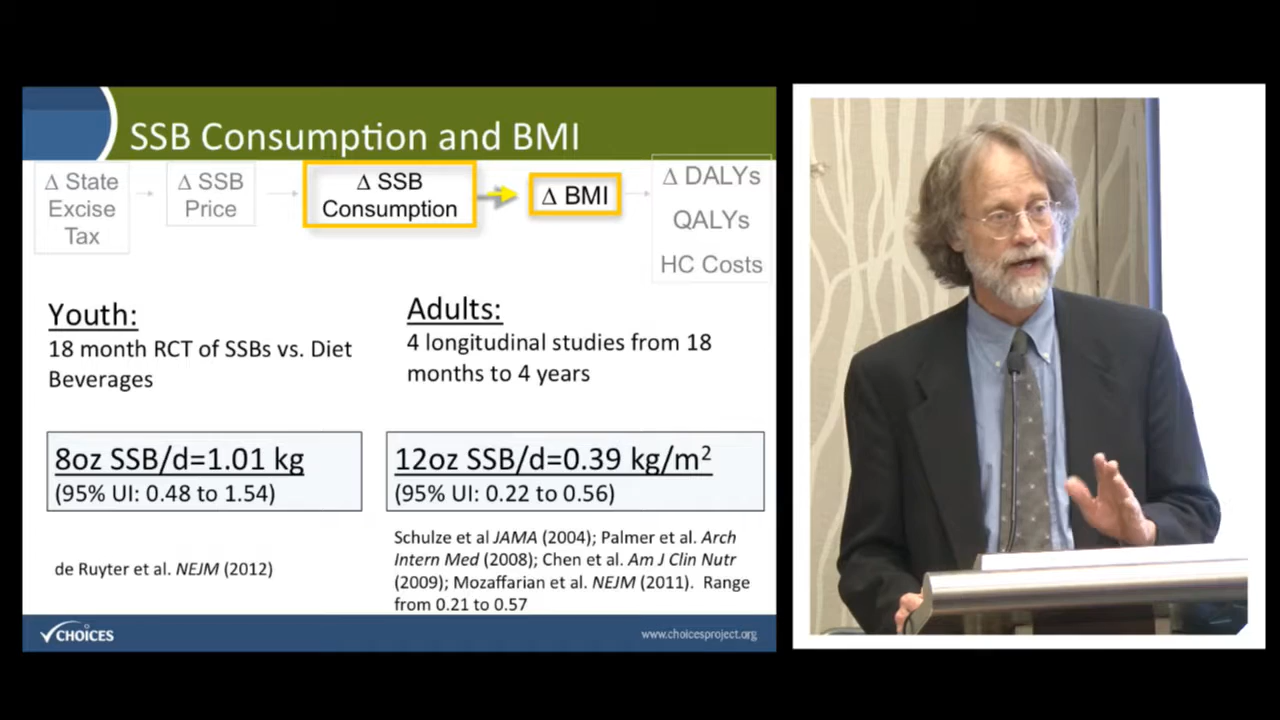 SSB Consumption and BMI
Δ State
Excise
Tax
Δ SSB
Price
Δ SSB
Consumption
Δ BMI
Δ DALYs
QALYs
HC Costs
Youth:
18 month RCT of SSBs vs. Diet
Beverages
8oz SSB/d=1.01 kg
(95% UI: 0.48 to 1.54)
de Ruyter et al. NEJM (2012)
Adults:
4 longitudinal studies from 18
months to 4 years
12oz SSB/d=0.39 kg/m²
(95% UI: 0.22 to 0.56)
Schulze et al JAMA (2004); Palmer et al. Arch
Intern Med (2008); Chen et al. Am J Clin Nutr
(2009); Mozaffarian et al. NEJM (2011). Range
from 0.21 to 0.57
CHOICES
www.choicesproject.org